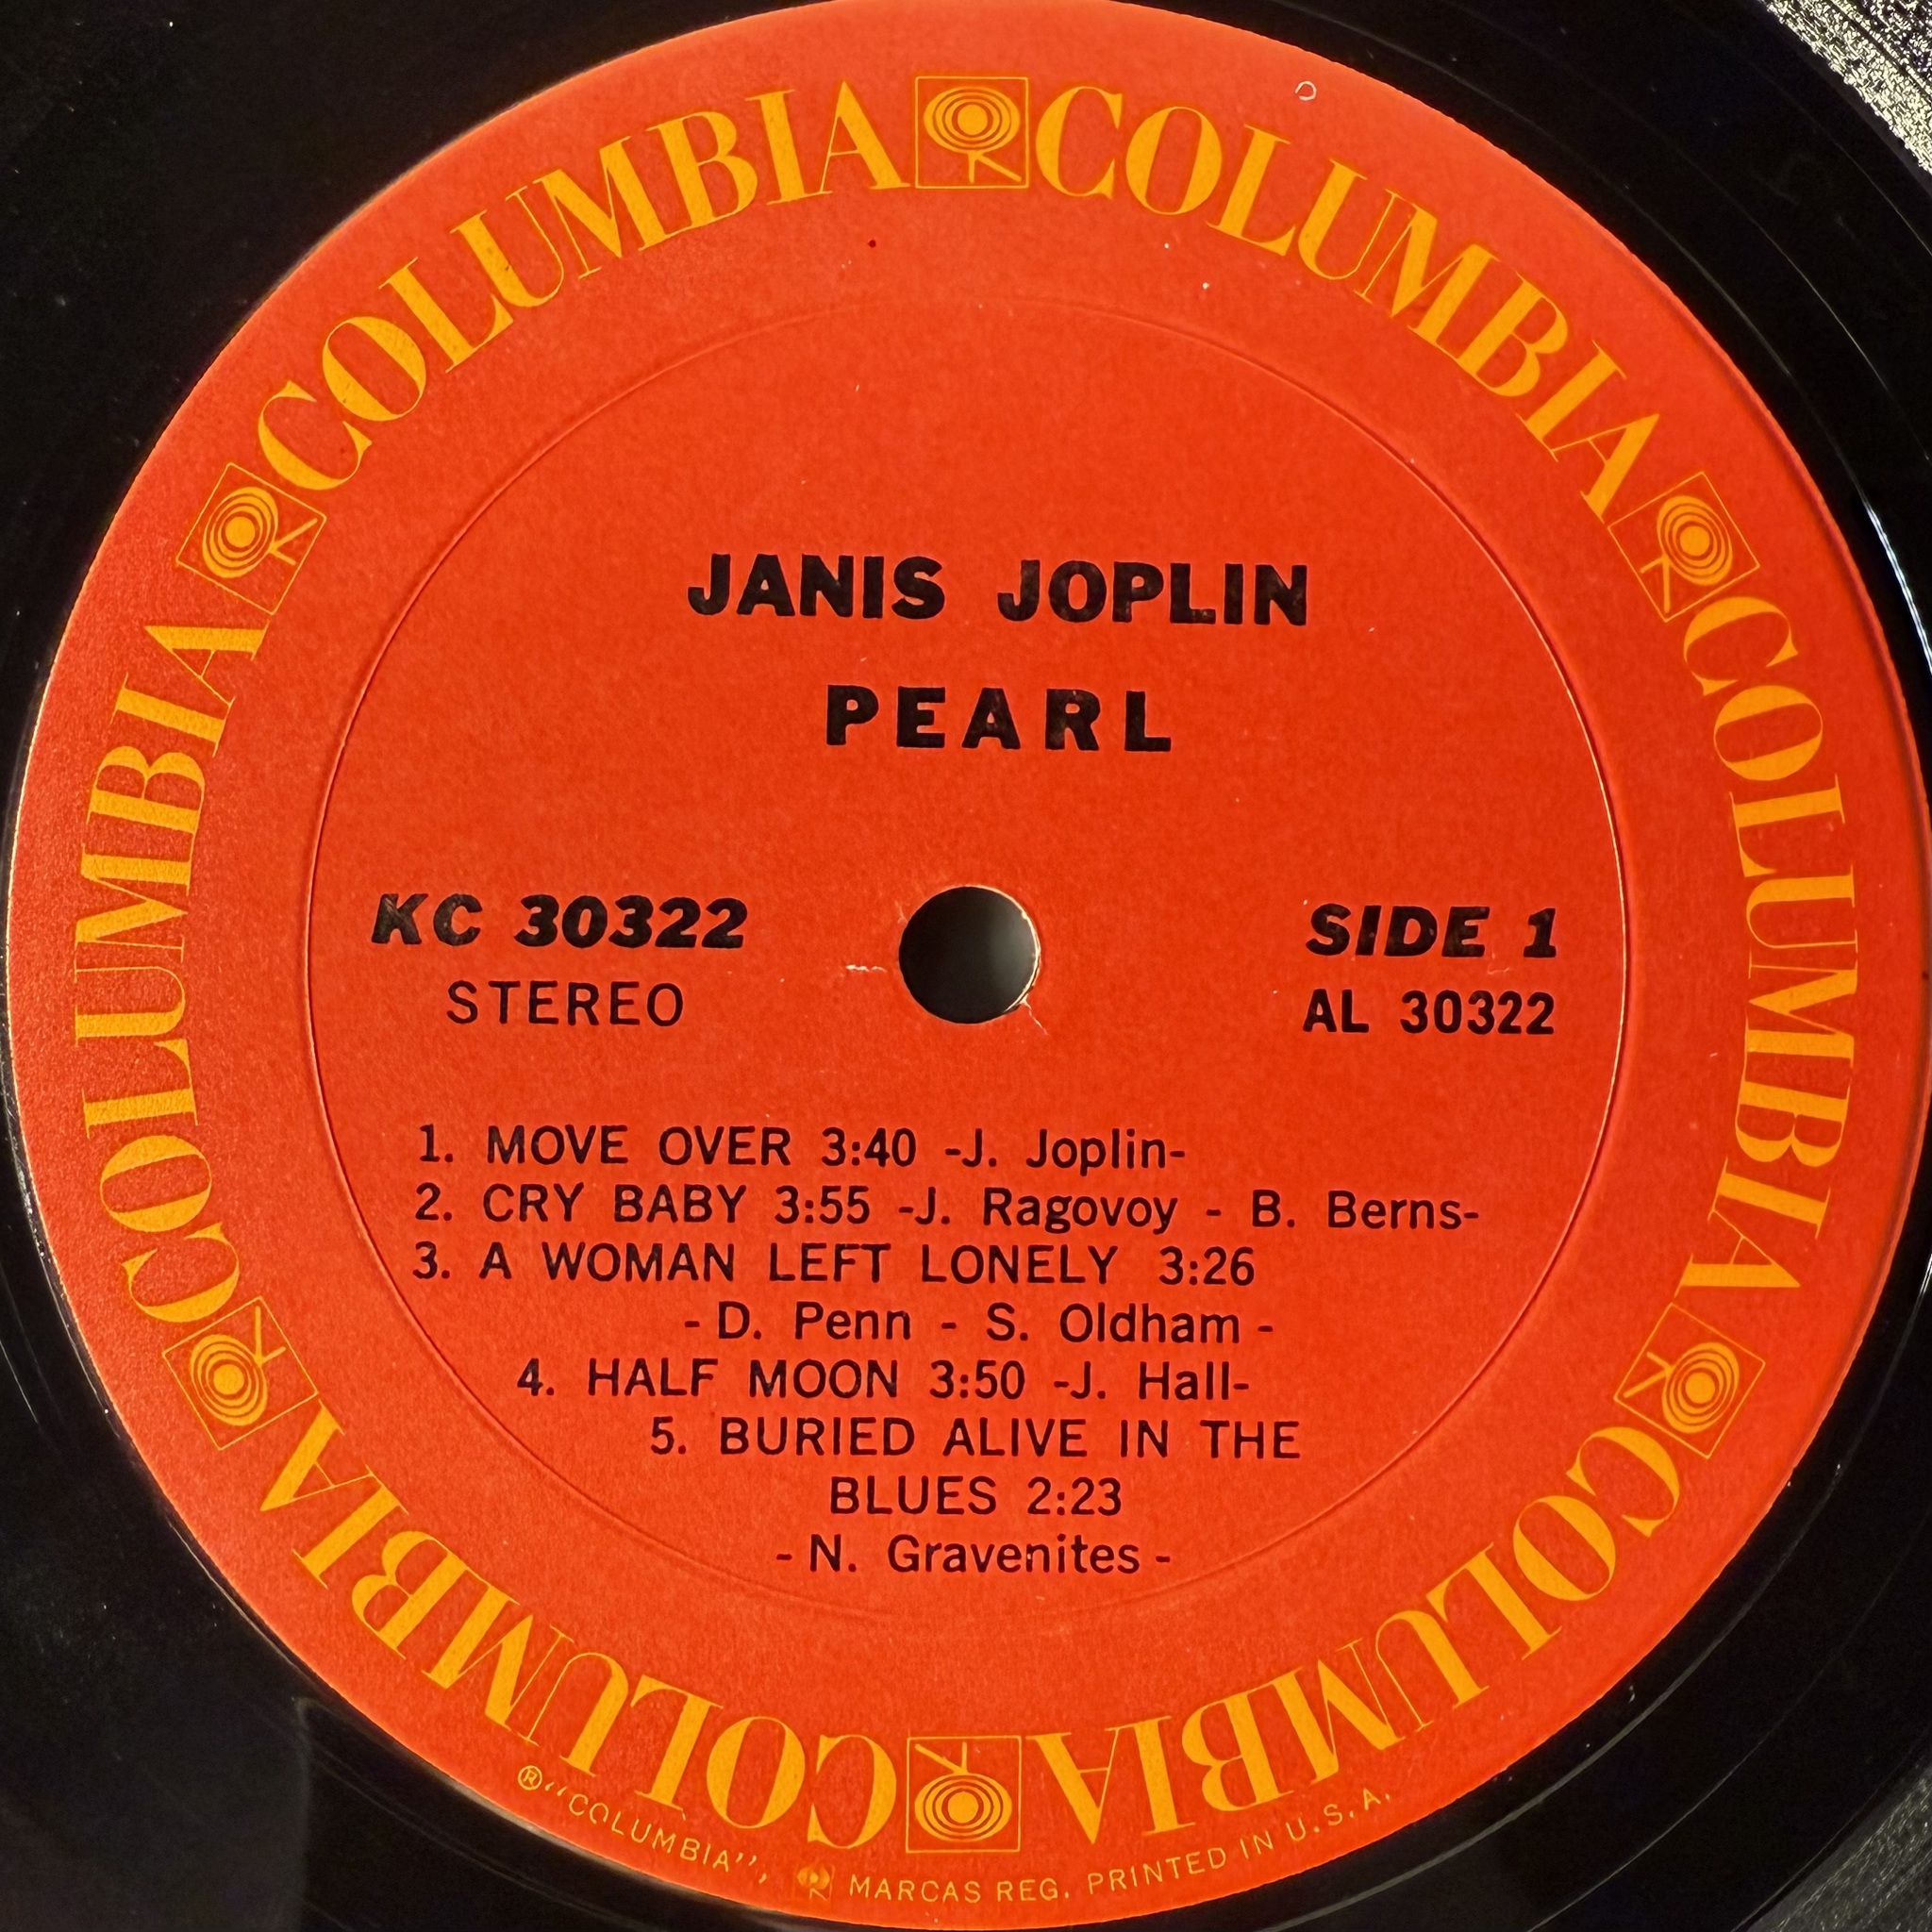 COLUMBIA COLUMBIA COLUMBIA COLUMBIA COLUMBIA COLUMBIA
JANIS JOPLIN
PEARL
KC 30322
STEREO
SIDE 1
AL 30322
1. MOVE OVER 3:40 -J. Joplin-
2. CRY BABY 3:55 -J. Ragovoy - B. Berns-
3. A WOMAN LEFT LONELY 3:26
- D. Penn - S. Oldham -
4. HALF MOON 3:50 -J. Hall-
5. BURIED ALIVE IN THE
BLUES 2:23
- N. Gravenites -
®"COLUMBIA", MARCAS REG. PRINTED IN U.S.A.